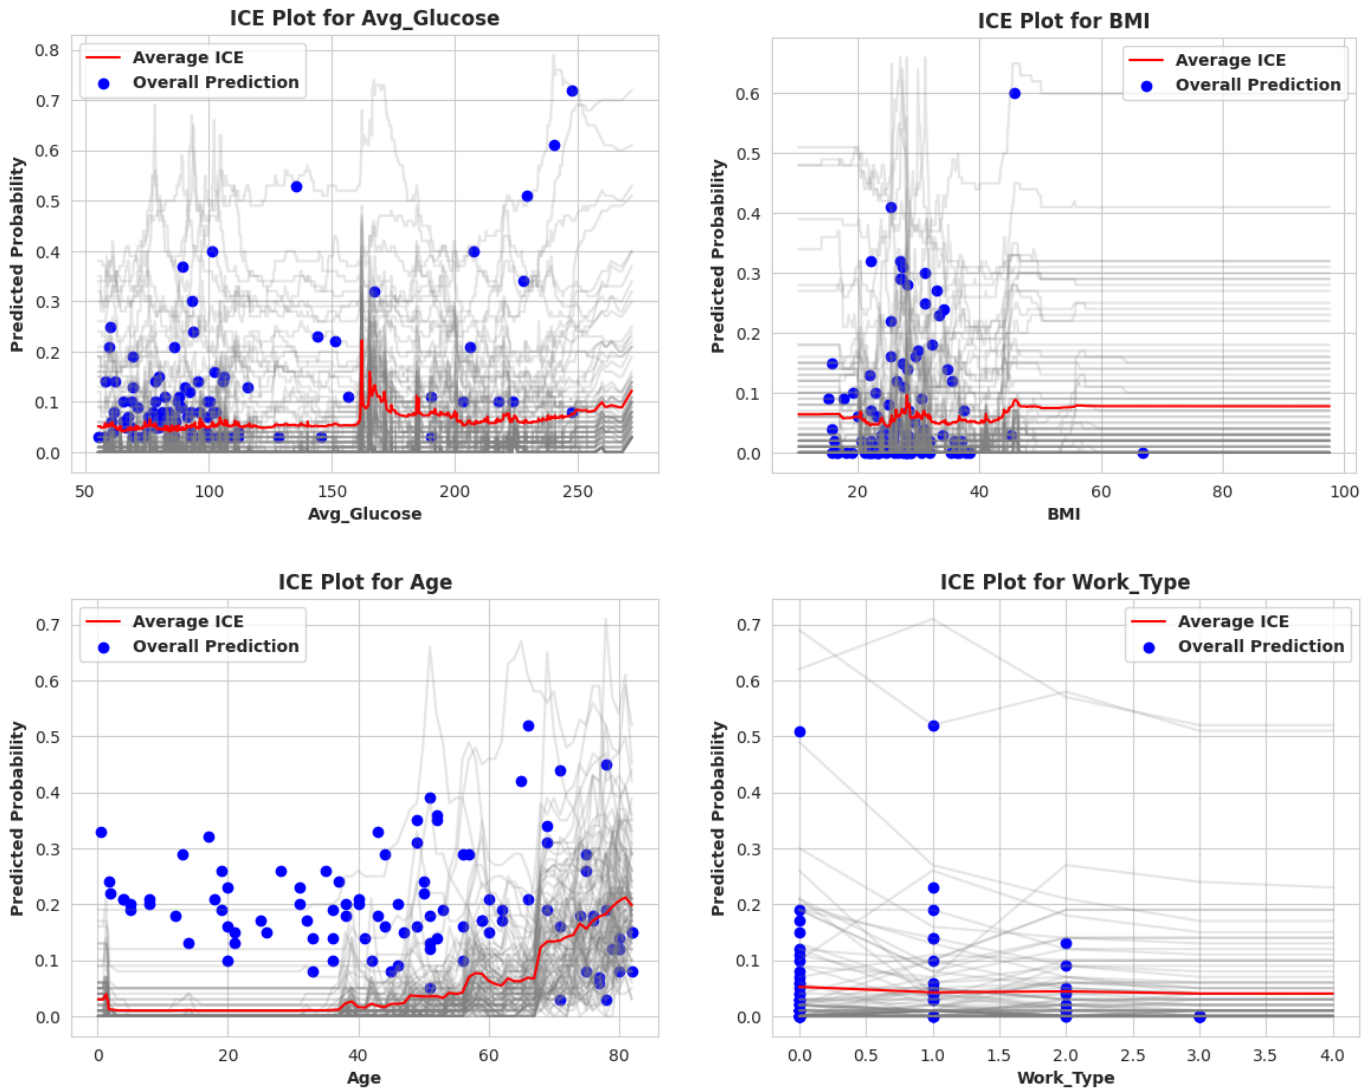 ICE Plot for Avg_Glucose
Average ICE
Overall Prediction
Predicted Probability
0.8
0.7
0.6
0.5
0.4
0.3
0.2
0.1
0.0
50 100 150 200 250
Avg_Glucose
ICE Plot for BMI
Average ICE
Overall Prediction
Predicted Probability
0.6
0.5
0.4
0.3
0.2
0.1
0.0
20 40 60 80 100
BMI
ICE Plot for Age
Average ICE
Overall Prediction
Predicted Probability
0.7
0.6
0.5
0.4
0.3
0.2
0.1
0.0
0 20 40 60 80
Age
ICE Plot for Work_Type
Average ICE
Overall Prediction
Predicted Probability
0.7
0.6
0.5
0.4
0.3
0.2
0.1
0.0
0.0 0.5 1.0 1.5 2.0 2.5 3.0 3.5 4.0
Work_Type